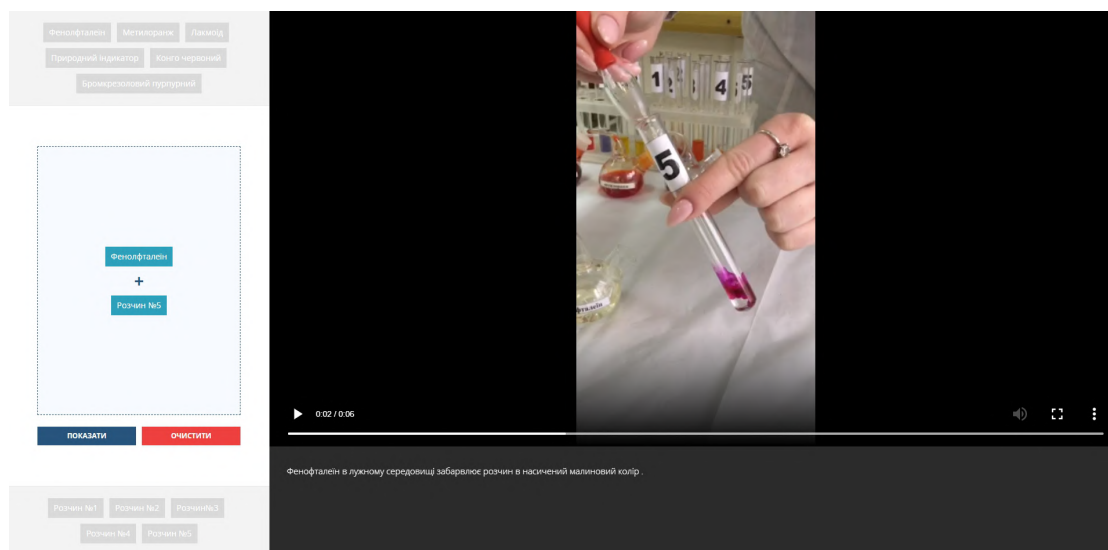 Фенолфталеїн Метилоранж Лакмоїд
Природний індикатор Конго червоний
Бромкрезоловий пурпурний
Фенолфталеїн
+
Розчин №5
ПОКАЗАТИ ОЧИСТИТИ
Розчин №1 Розчин №2 Розчин№3
Розчин №4 Розчин №5
1 4 5
5
0:02 / 0:06
Фенофталеїн в лужному середовищі забарвлює розчин в насичений малиновий колір .